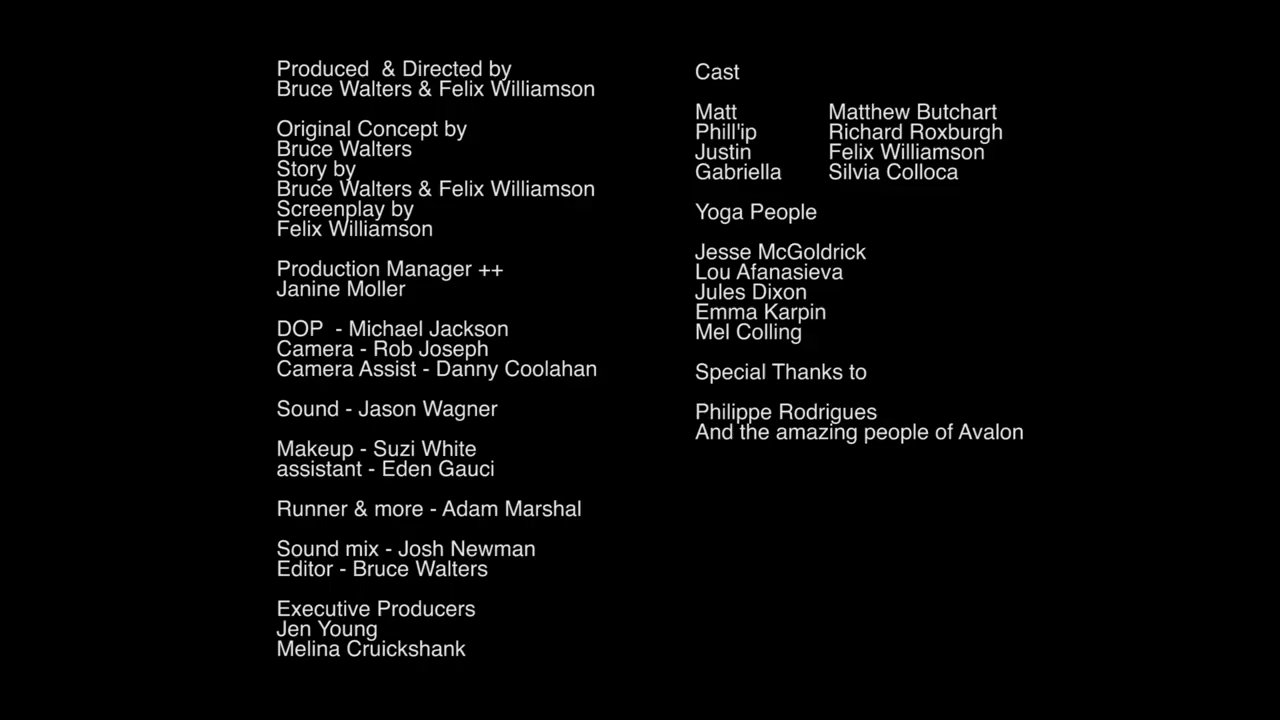 Produced  & Directed by
Bruce Walters & Felix Williamson
Original Concept by
Bruce Walters
Story by
Bruce Walters & Felix Williamson
Screenplay by
Felix Williamson
Production Manager ++
Janine Moller
DOP  - Michael Jackson
Camera - Rob Joseph
Camera Assist - Danny Coolahan
Sound - Jason Wagner
Makeup - Suzi White
assistant - Eden Gauci
Runner & more - Adam Marshal
Sound mix - Josh Newman
Editor - Bruce Walters
Executive Producers
Jen Young
Melina Cruickshank
Cast
Matt Matthew Butchart
Phill'ip Richard Roxburgh
Justin Felix Williamson
Gabriella Silvia Colloca
Yoga People
Jesse McGoldrick
Lou Afanasieva
Jules Dixon
Emma Karpin
Mel Colling
Special Thanks to
Philippe Rodrigues
And the amazing people of Avalon